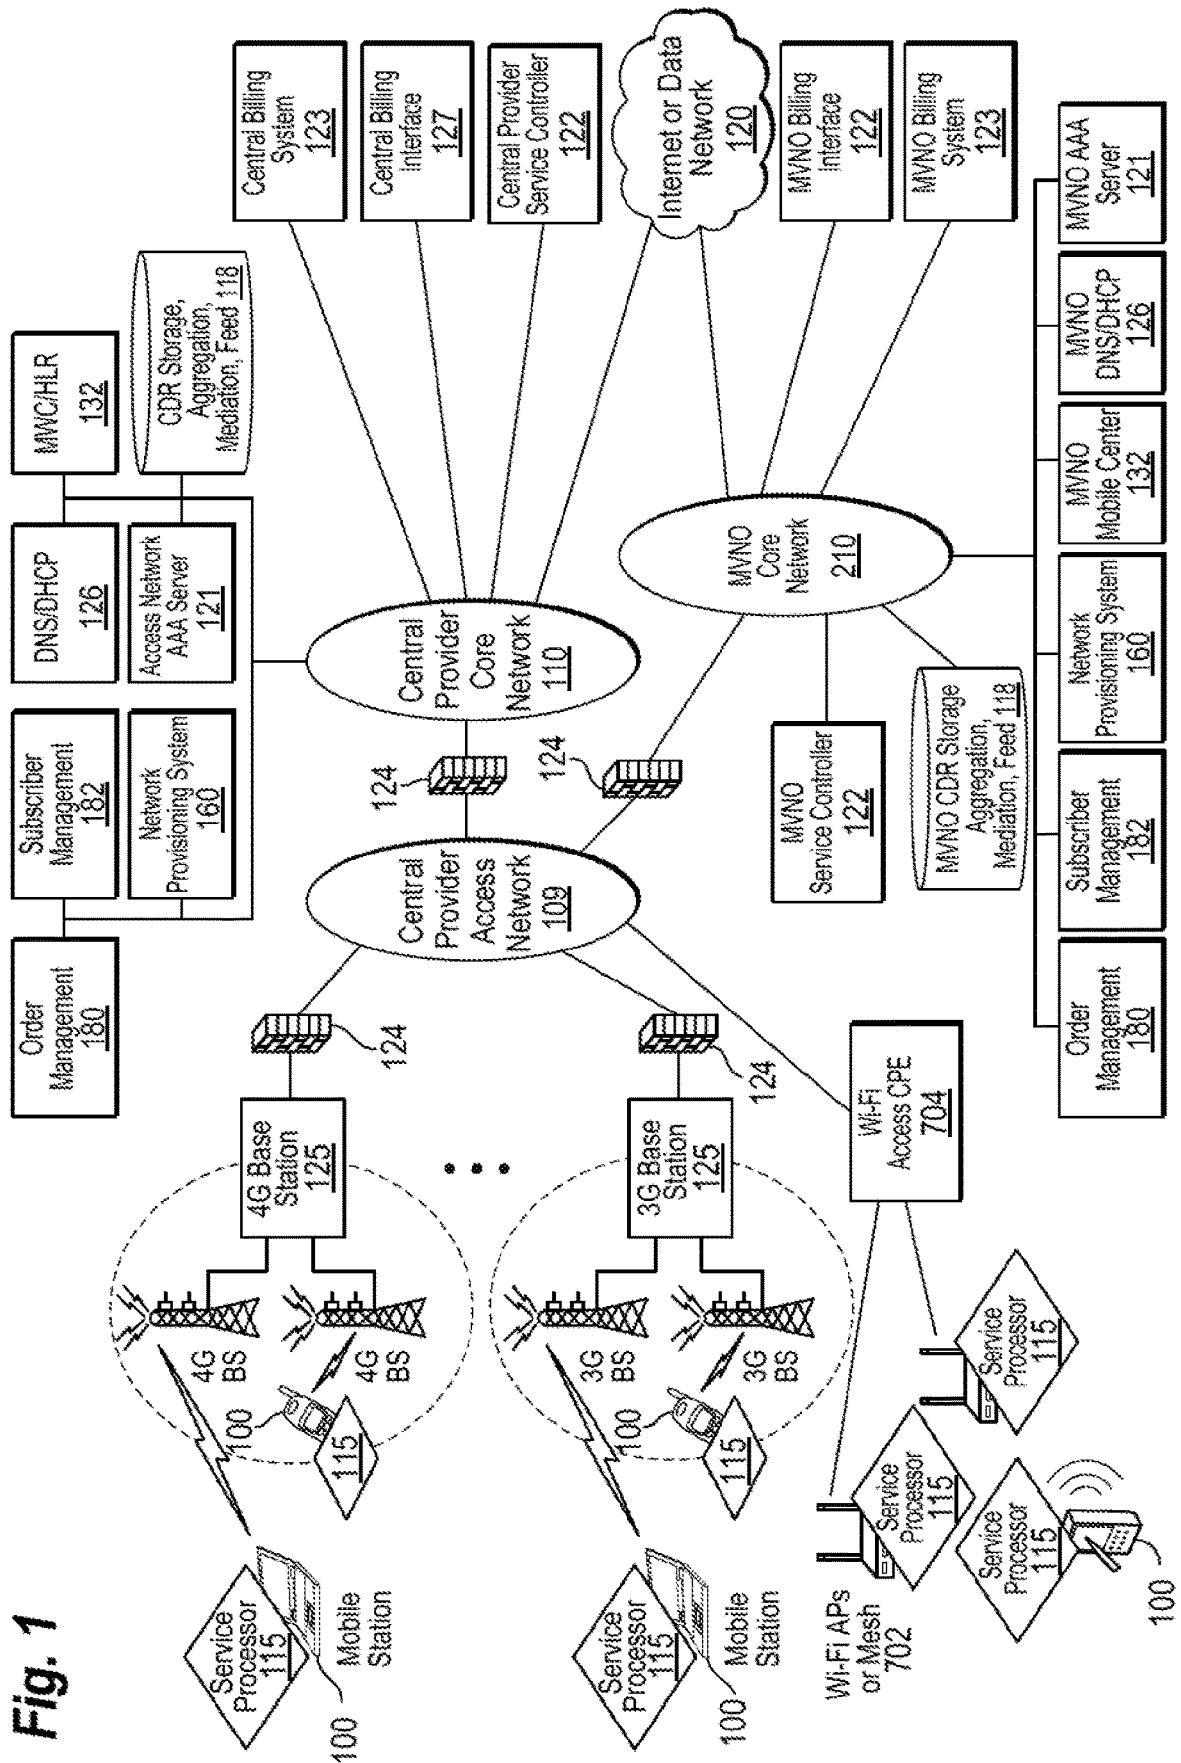 Fig. 1
Order
Management
180
Subscriber
Management
182
DNS/DHCP
126
MWC/HLR
132
Network
Provisioning System
160
Access Network
AAA Server
121
CDR Storage,
Aggregation,
Mediation, Feed 118
Central Billing
System
123
Central Billing
Interface
127
Central Provider
Service Controller
122
Internet or Data
Network
120
MVNO Billing
Interface
122
MVNO Billing
System
123
Central
Provider
Core
Network
110
Central
Provider
Access
Network
109
MVNO
Core
Network
210
124
124
124
124
4G Base
Station
125
4G BS
4G BS
100
115
Service
Processor
115
100
Mobile
Station
3G Base
Station
125
3G BS
3G BS
100
115
Service
Processor
115
100
Mobile
Station
Wi-Fi
Access CPE
704
Wi-Fi APs
or Mesh
702
Service
Processor
115
Service
Processor
115
Service
Processor
115
100
MVNO
Service Controller
122
MVNO CDR Storage
Aggregation,
Mediation, Feed 118
Order
Management
180
Subscriber
Management
182
Network
Provisioning System
160
MVNO
Mobile Center
132
MVNO
DNS/DHCP
126
MVNO AAA
Server
121